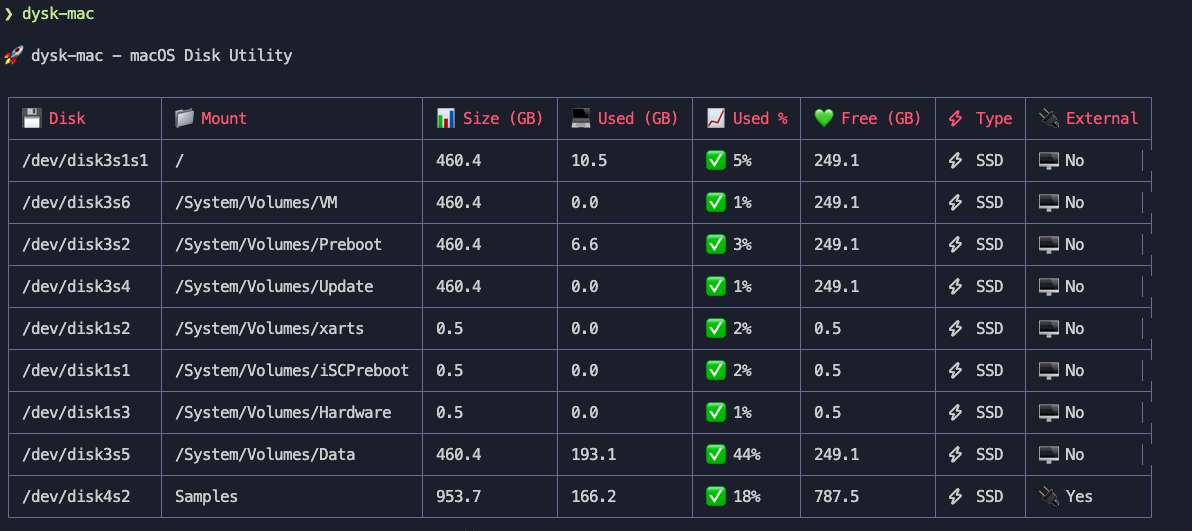 ❯ dysk-mac
🚀 dysk-mac - macOS Disk Utility
💾 Disk 📁 Mount 📊 Size (GB) 💻 Used (GB) 📈 Used % 💚 Free (GB) ⚡ Type 🔌 External
/dev/disk3s1s1 / 460.4 10.5 ✅ 5% 249.1 ⚡ SSD 🖥️ No
/dev/disk3s6 /System/Volumes/VM 460.4 0.0 ✅ 1% 249.1 ⚡ SSD 🖥️ No
/dev/disk3s2 /System/Volumes/Preboot 460.4 6.6 ✅ 3% 249.1 ⚡ SSD 🖥️ No
/dev/disk3s4 /System/Volumes/Update 460.4 0.0 ✅ 1% 249.1 ⚡ SSD 🖥️ No
/dev/disk1s2 /System/Volumes/xarts 0.5 0.0 ✅ 2% 0.5 ⚡ SSD 🖥️ No
/dev/disk1s1 /System/Volumes/iSCPreboot 0.5 0.0 ✅ 2% 0.5 ⚡ SSD 🖥️ No
/dev/disk1s3 /System/Volumes/Hardware 0.5 0.0 ✅ 1% 0.5 ⚡ SSD 🖥️ No
/dev/disk3s5 /System/Volumes/Data 460.4 193.1 ✅ 44% 249.1 ⚡ SSD 🖥️ No
/dev/disk4s2 Samples 953.7 166.2 ✅ 18% 787.5 ⚡ SSD 🔌 Yes